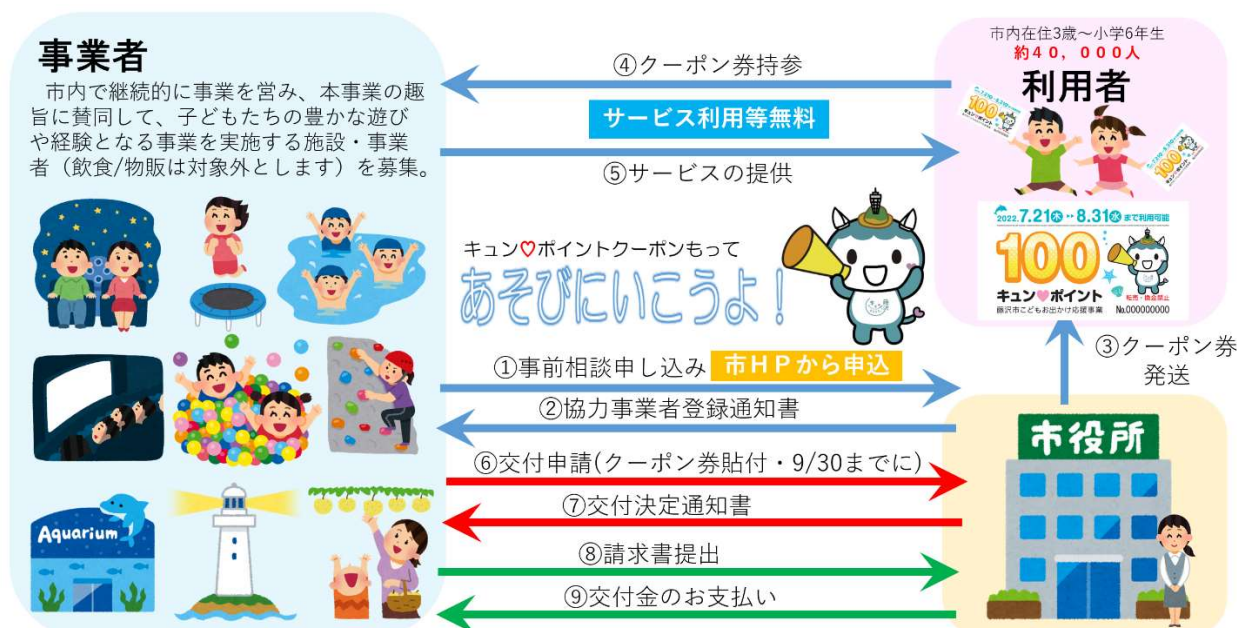 事業者
市内で継続的に事業を営み、本事業の趣
旨に賛同して、子どもたちの豊かな遊び
や経験となる事業を実施する施設・事業
者（飲食/物販は対象外とします）を募集。
Aquarium
④クーポン券持参
サービス利用等無料
⑤サービスの提供
キュン♡ポイントクーポンもって
あそびにいこうよ！
①事前相談申し込み 市ＨＰから申込
②協力事業者登録通知書
⑥交付申請(クーポン券貼付・9/30までに)
⑦交付決定通知書
⑧請求書提出
⑨交付金のお支払い
市内在住3歳～小学6年生
約４０，０００人
利用者
100
100
2022.7.21㊍ 8.31㊌まで利用可能
100
キュン♥ポイント
転売・換金禁止
藤沢市こどもお出かけ応援事業 №000000000
③クーポン券
発送
市役所